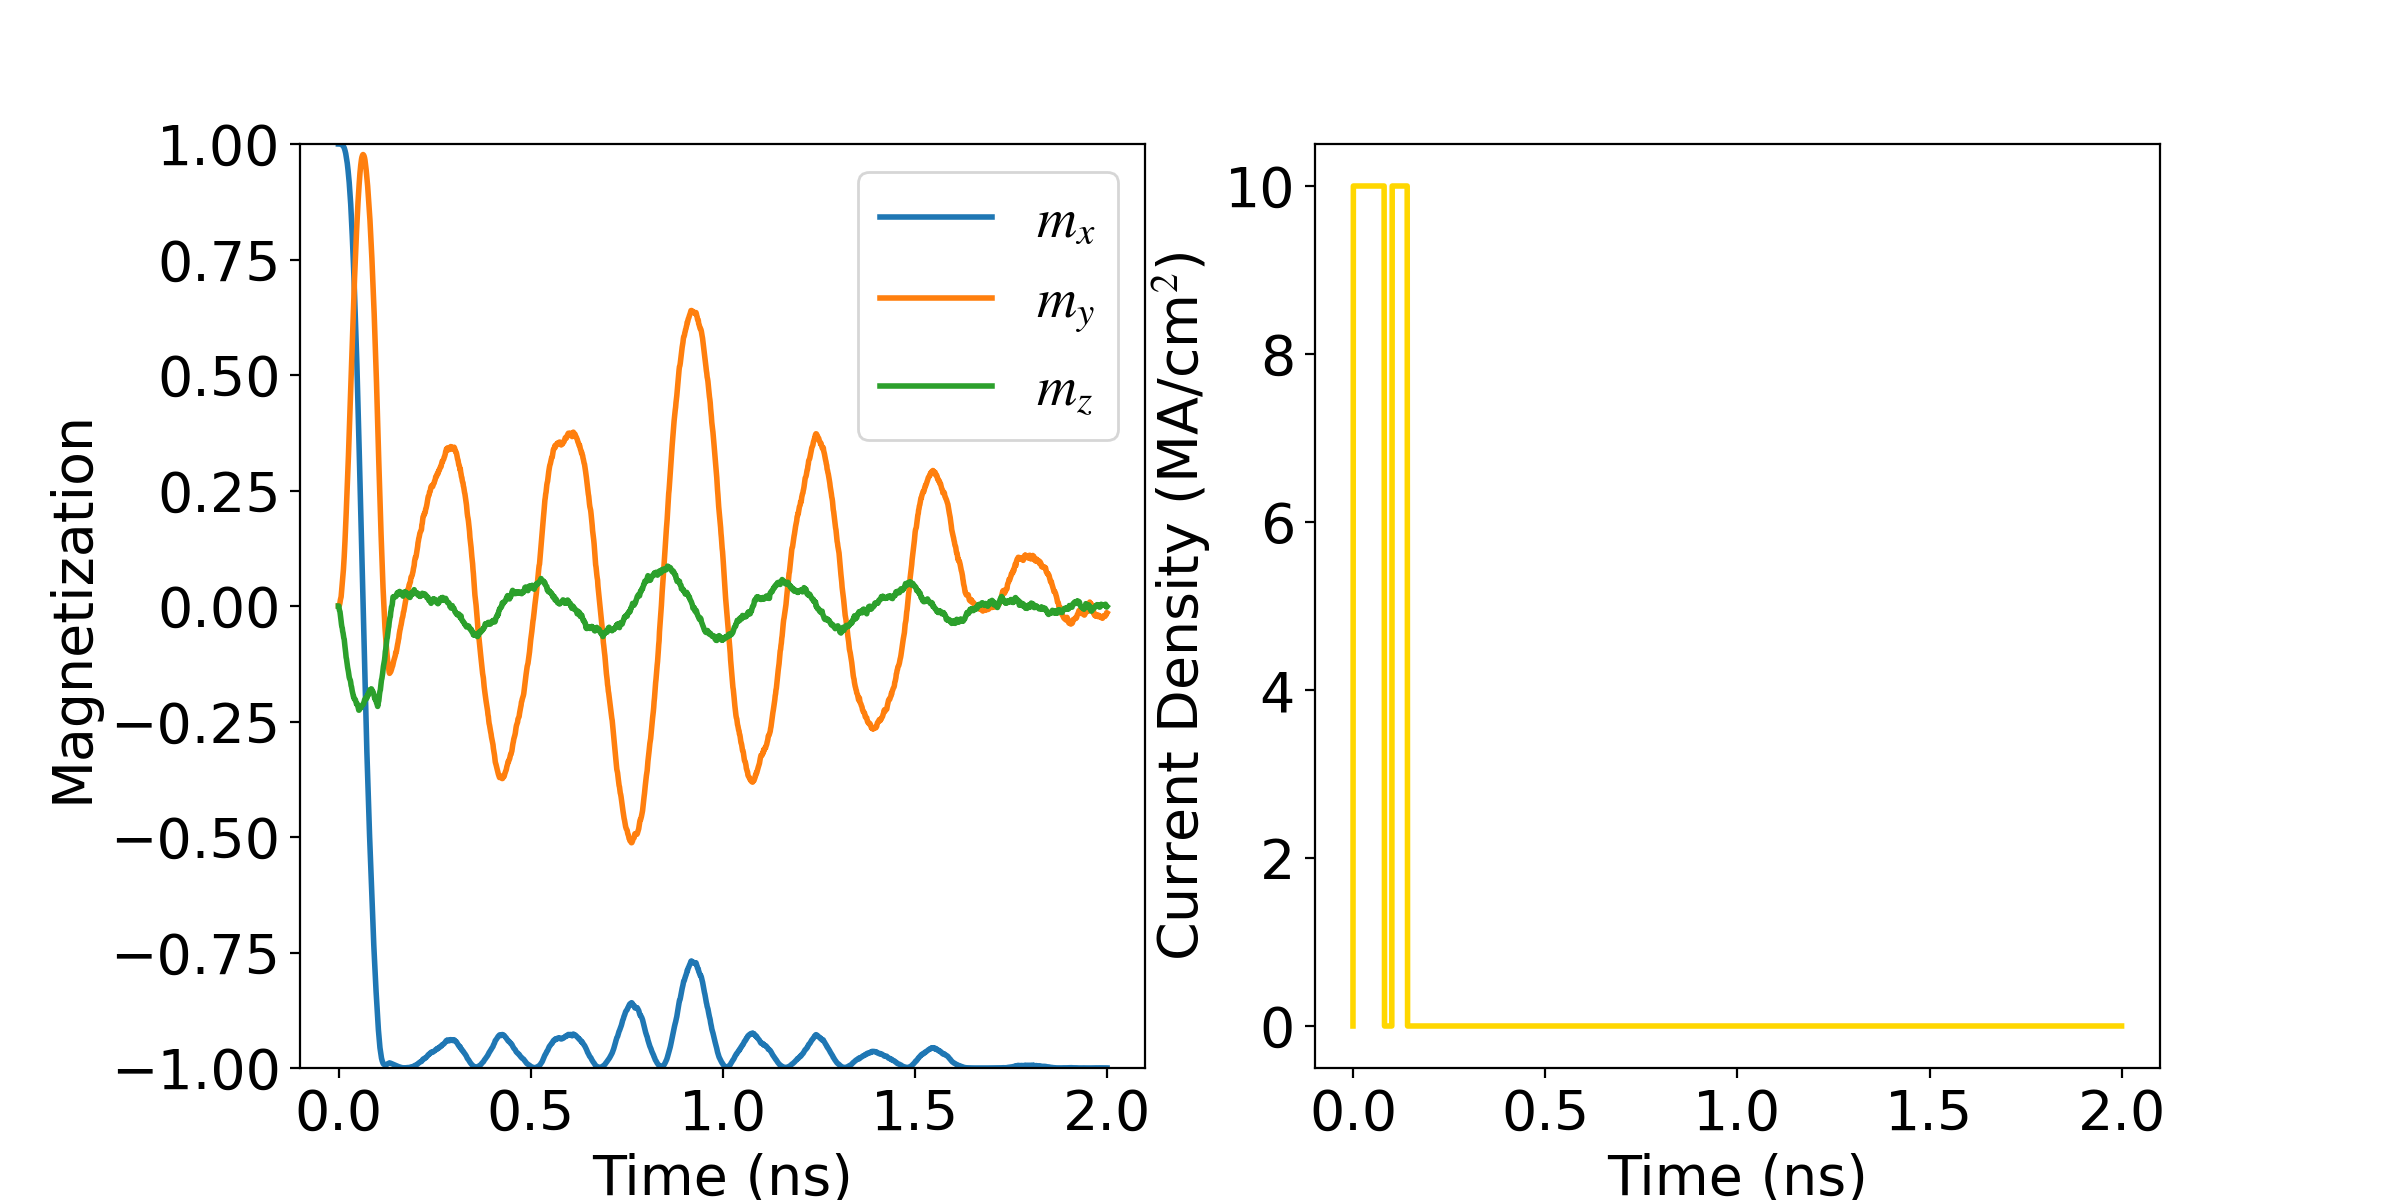 Magnetization
1.00
0.75
0.50
0.25
0.00
−0.25
−0.50
−0.75
−1.00
0.0 0.5 1.0 1.5 2.0
Time (ns)
m_x
m_y
m_z
Current Density (MA/cm²)
10
8
6
4
2
0
0.0 0.5 1.0 1.5 2.0
Time (ns)